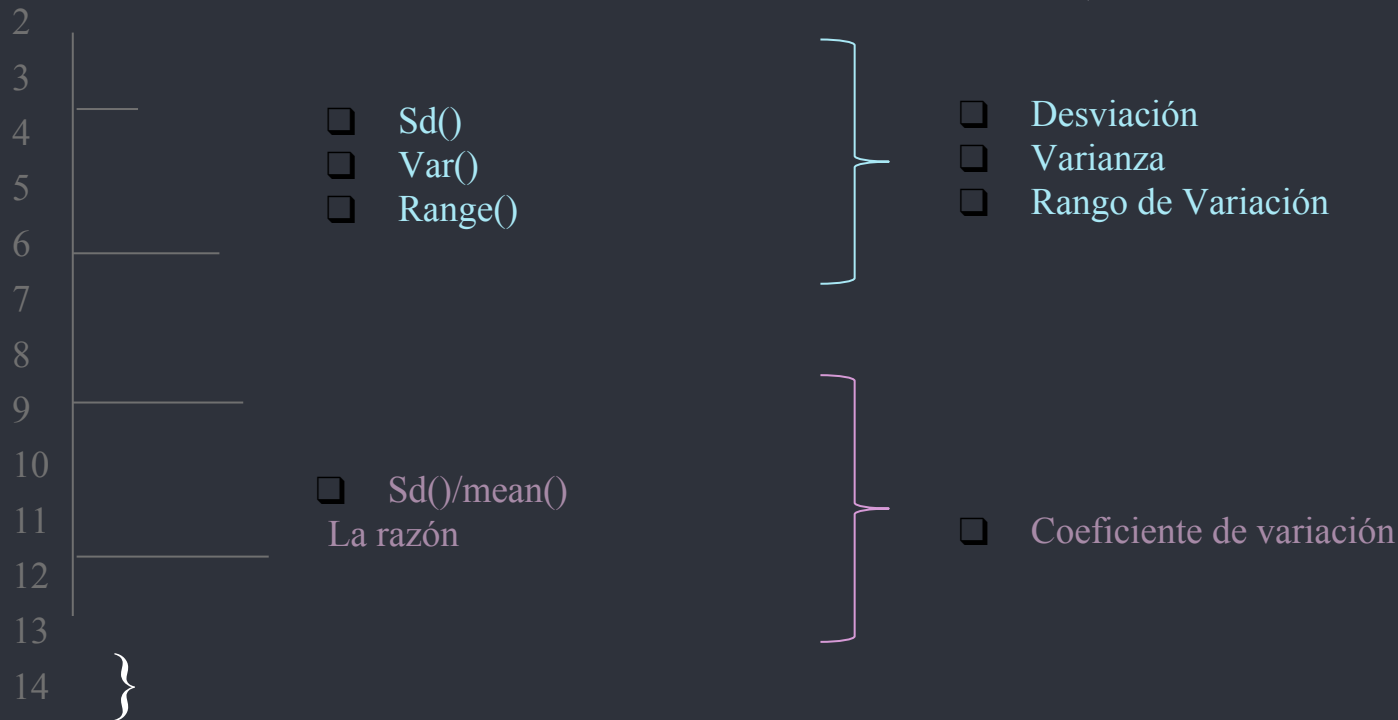 2
3
4
5
6
7
8
9
10
11
12
13
14
❑ Sd()
❑ Var()
❑ Range()
❑ Desviación
❑ Varianza
❑ Rango de Variación
❑ Sd()/mean()
La razón
❑ Coeficiente de variación
}